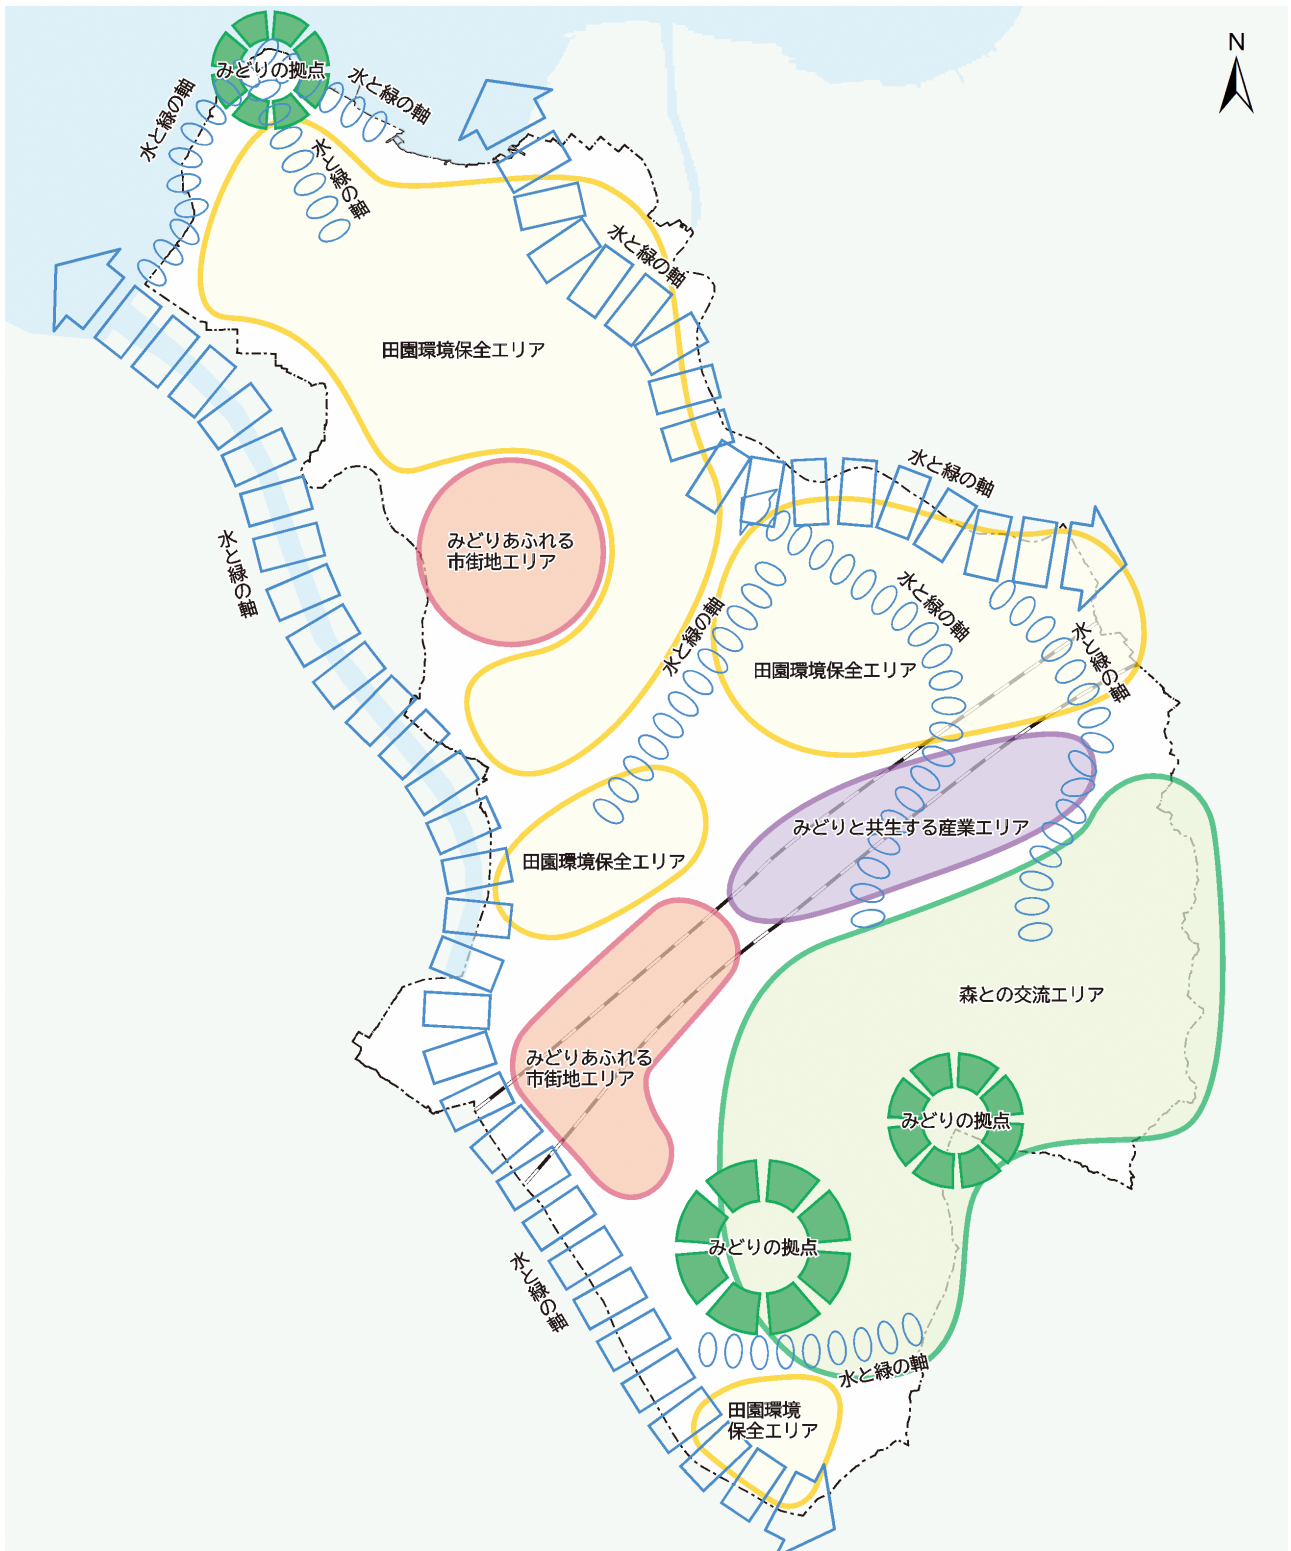 N
みどりの拠点
水と緑の軸
水と緑の軸
水と緑の軸
水と緑の軸
田園環境保全エリア
水と緑の軸
みどりあふれる
市街地エリア
水と緑の軸
水と緑の軸
水と緑の軸
水と緑の軸
田園環境保全エリア
みどりと共生する産業エリア
田園環境保全エリア
森との交流エリア
みどりあふれる
市街地エリア
みどりの拠点
みどりの拠点
水と緑の軸
水と緑の軸
田園環境
保全エリア